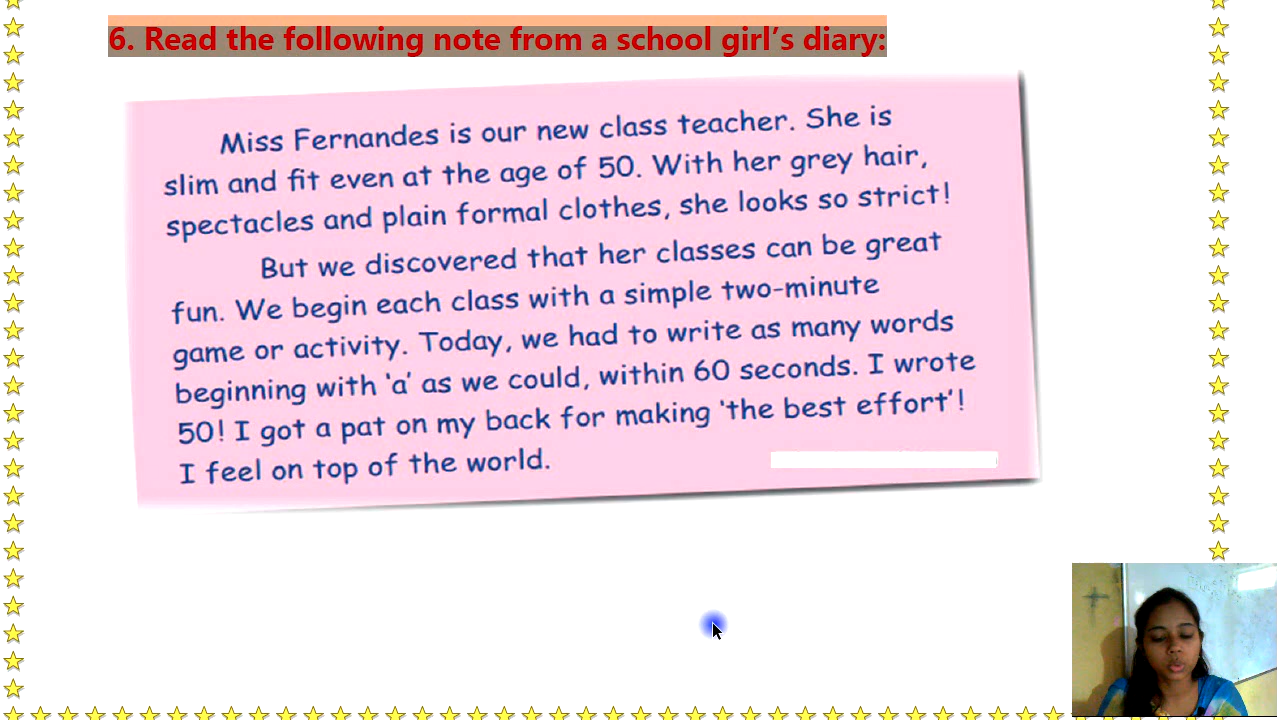 6. Read the following note from a school girl's diary:
Miss Fernandes is our new class teacher. She is
slim and fit even at the age of 50. With her grey hair,
spectacles and plain formal clothes, she looks so strict!
But we discovered that her classes can be great
fun. We begin each class with a simple two-minute
game or activity. Today, we had to write as many words
beginning with 'a' as we could, within 60 seconds. I wrote
50! I got a pat on my back for making 'the best effort'!
I feel on top of the world.